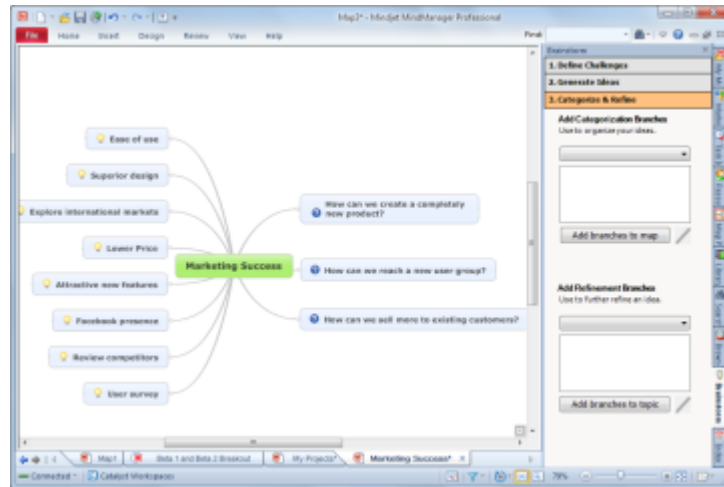 Map2* - Mindjet MindManager Professional
File Home Insert Design Review View Help
Find
Brainstorm
1. Define Challenges
2. Generate Ideas
3. Categorize & Refine
Add Categorization Branches
Use to organize your ideas.
Add branches to map
Add Refinement Branches
Use to further refine an idea.
Add branches to topic
Ease of use
Superior design
Explore international markets
Lower Price
Attractive new features
Facebook presence
Review competitors
User survey
Marketing Success
How can we create a completely
new product?
How can we reach a new user group?
How can we sell more to existing customers?
Map1
Beta 1 and Beta 2 Breakout
My Projects*
Marketing Success*
Connected
Catalyst Workspaces
79%